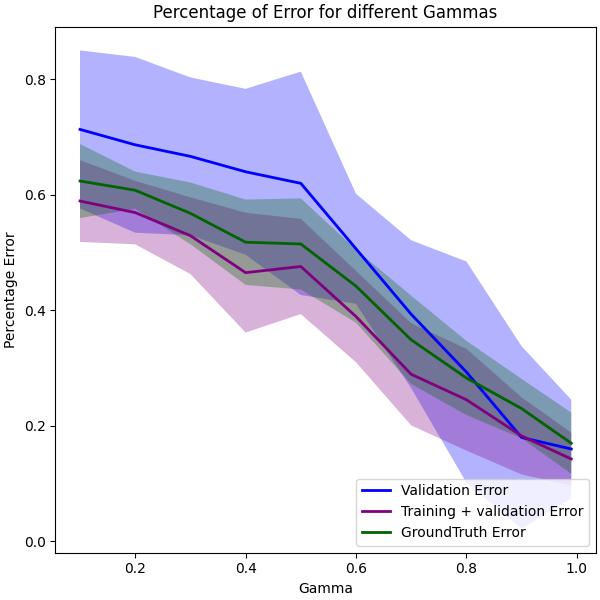 Percentage of Error for different Gammas
Percentage Error
0.8
0.6
0.4
0.2
0.0
0.2
0.4
0.6
0.8
1.0
Gamma
Validation Error
Training + validation Error
GroundTruth Error